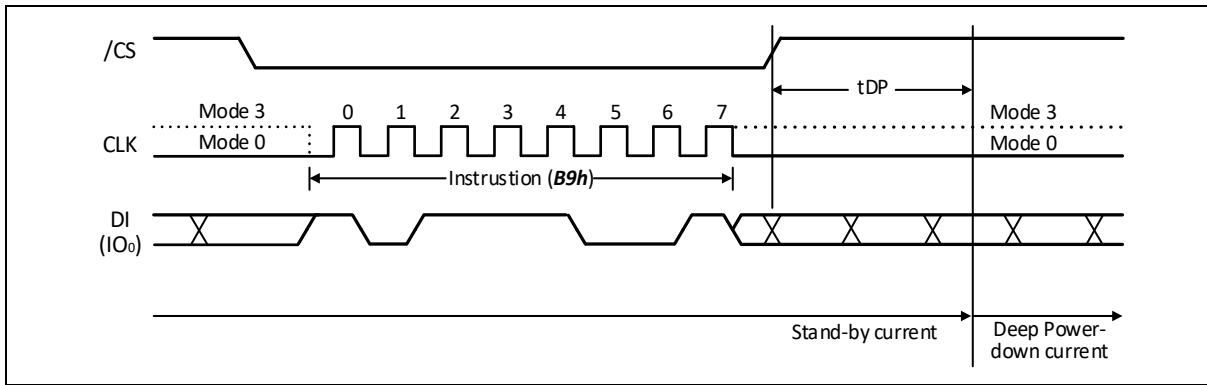 /CS
tDP
Mode 3 0 1 2 3 4 5 6 7 Mode 3
CLK Mode 0 Mode 0
Instrustion (B9h)
DI
(IO₀)
Stand-by current
Deep Power-
down current